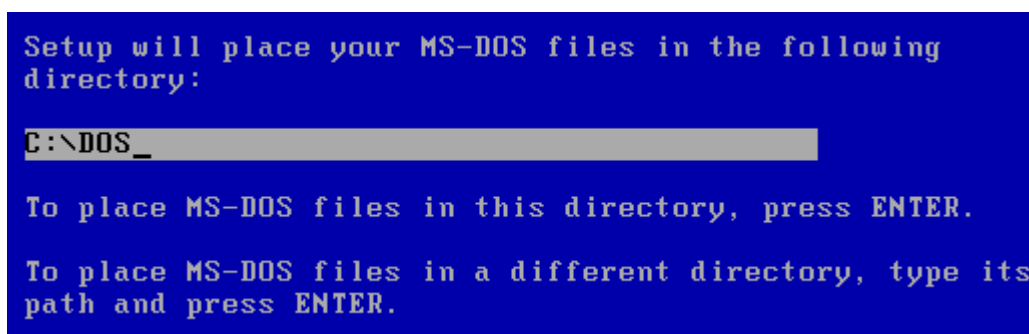 Setup will place your MS-DOS files in the following
directory:
C:\DOS_
To place MS-DOS files in this directory, press ENTER.
To place MS-DOS files in a different directory, type its
path and press ENTER.